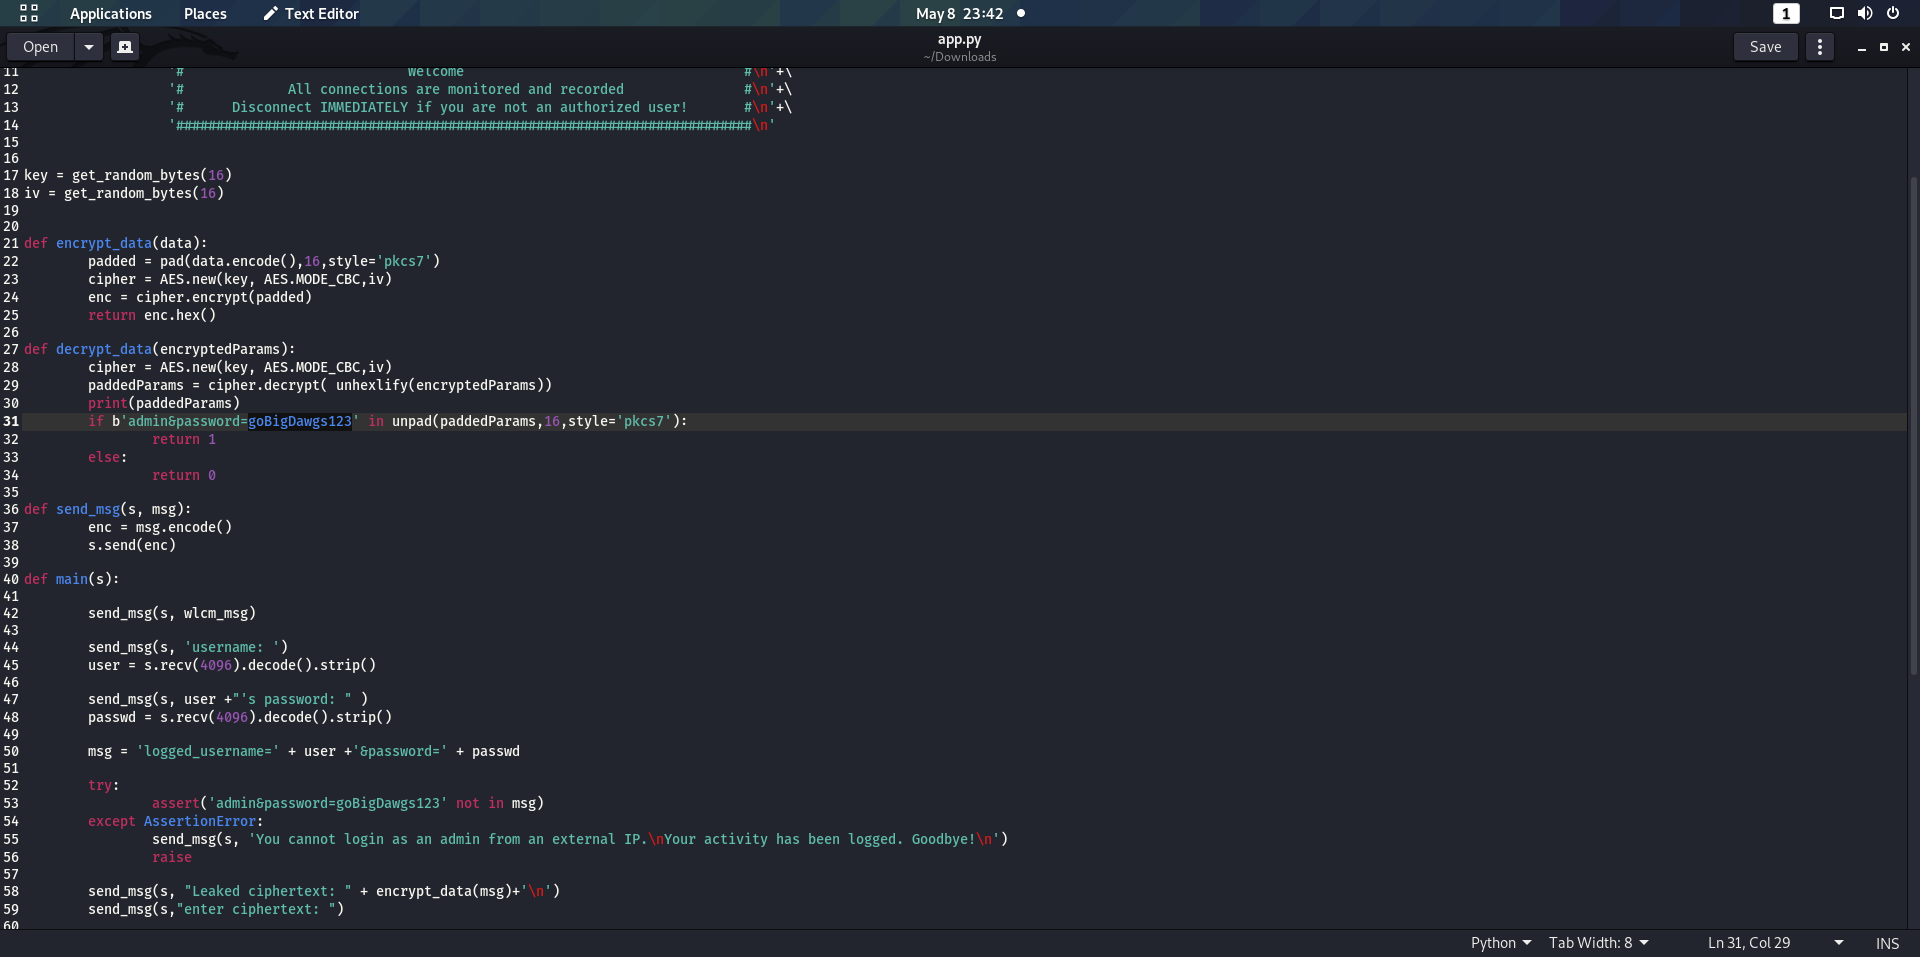 Applications Places Text Editor May 8 23:42 1
Open app.py Save
~/Downloads
11 '# Welcome #\n'+\
12 '# All connections are monitored and recorded #\n'+\
13 '# Disconnect IMMEDIATELY if you are not an authorized user! #\n'+\
14 '########################################################################\n'
15
16
17 key = get_random_bytes(16)
18 iv = get_random_bytes(16)
19
20
21 def encrypt_data(data):
22 padded = pad(data.encode(),16,style='pkcs7')
23 cipher = AES.new(key, AES.MODE_CBC,iv)
24 enc = cipher.encrypt(padded)
25 return enc.hex()
26
27 def decrypt_data(encryptedParams):
28 cipher = AES.new(key, AES.MODE_CBC,iv)
29 paddedParams = cipher.decrypt( unhexlify(encryptedParams))
30 print(paddedParams)
31 if b'admin&password=goBigDawgs123' in unpad(paddedParams,16,style='pkcs7'):
32 return 1
33 else:
34 return 0
35
36 def send_msg(s, msg):
37 enc = msg.encode()
38 s.send(enc)
39
40 def main(s):
41
42 send_msg(s, wlcm_msg)
43
44 send_msg(s, 'username: ')
45 user = s.recv(4096).decode().strip()
46
47 send_msg(s, user +"'s password: " )
48 passwd = s.recv(4096).decode().strip()
49
50 msg = 'logged_username=' + user +'&password=' + passwd
51
52 try:
53 assert('admin&password=goBigDawgs123' not in msg)
54 except AssertionError:
55 send_msg(s, 'You cannot login as an admin from an external IP.\nYour activity has been logged. Goodbye!\n')
56 raise
57
58 send_msg(s, "Leaked ciphertext: " + encrypt_data(msg)+'\n')
59 send_msg(s,"enter ciphertext: ")
60
Python Tab Width: 8 Ln 31, Col 29 INS